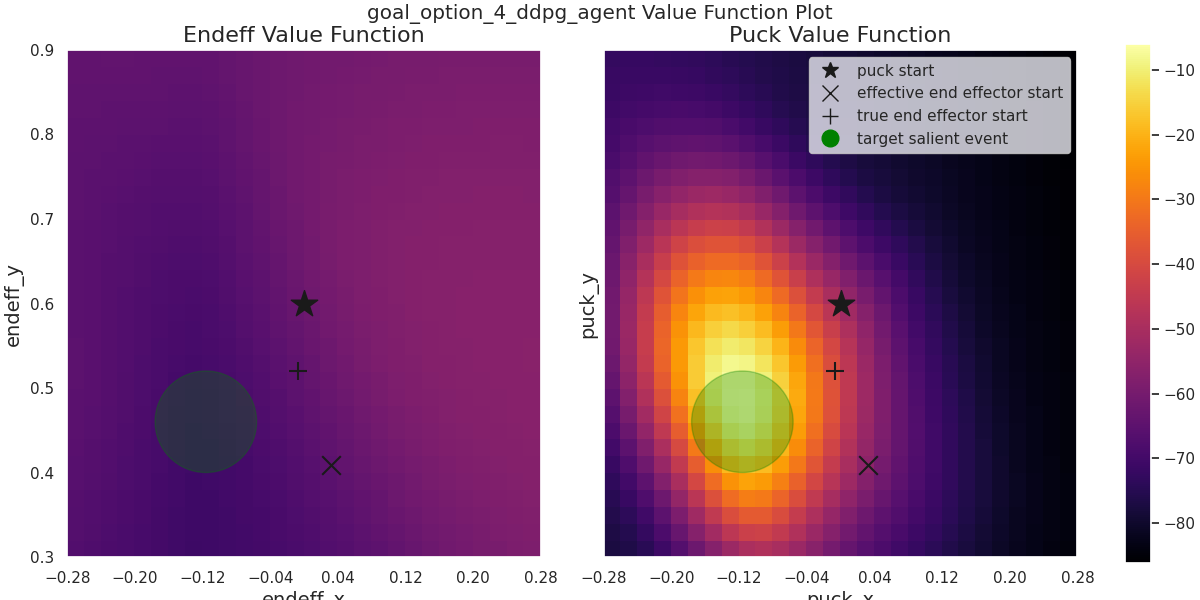 goal_option_4_ddpg_agent Value Function Plot
Endeff Value Function
Puck Value Function
puck start
effective end effector start
true end effector start
target salient event
endeff_y
0.9
0.8
0.7
0.6
0.5
0.4
0.3
−0.28 −0.20 −0.12 −0.04 0.04 0.12 0.20 0.28
endeff_x
puck_y
−0.28 −0.20 −0.12 −0.04 0.04 0.12 0.20 0.28
puck_x
−10
−20
−30
−40
−50
−60
−70
−80